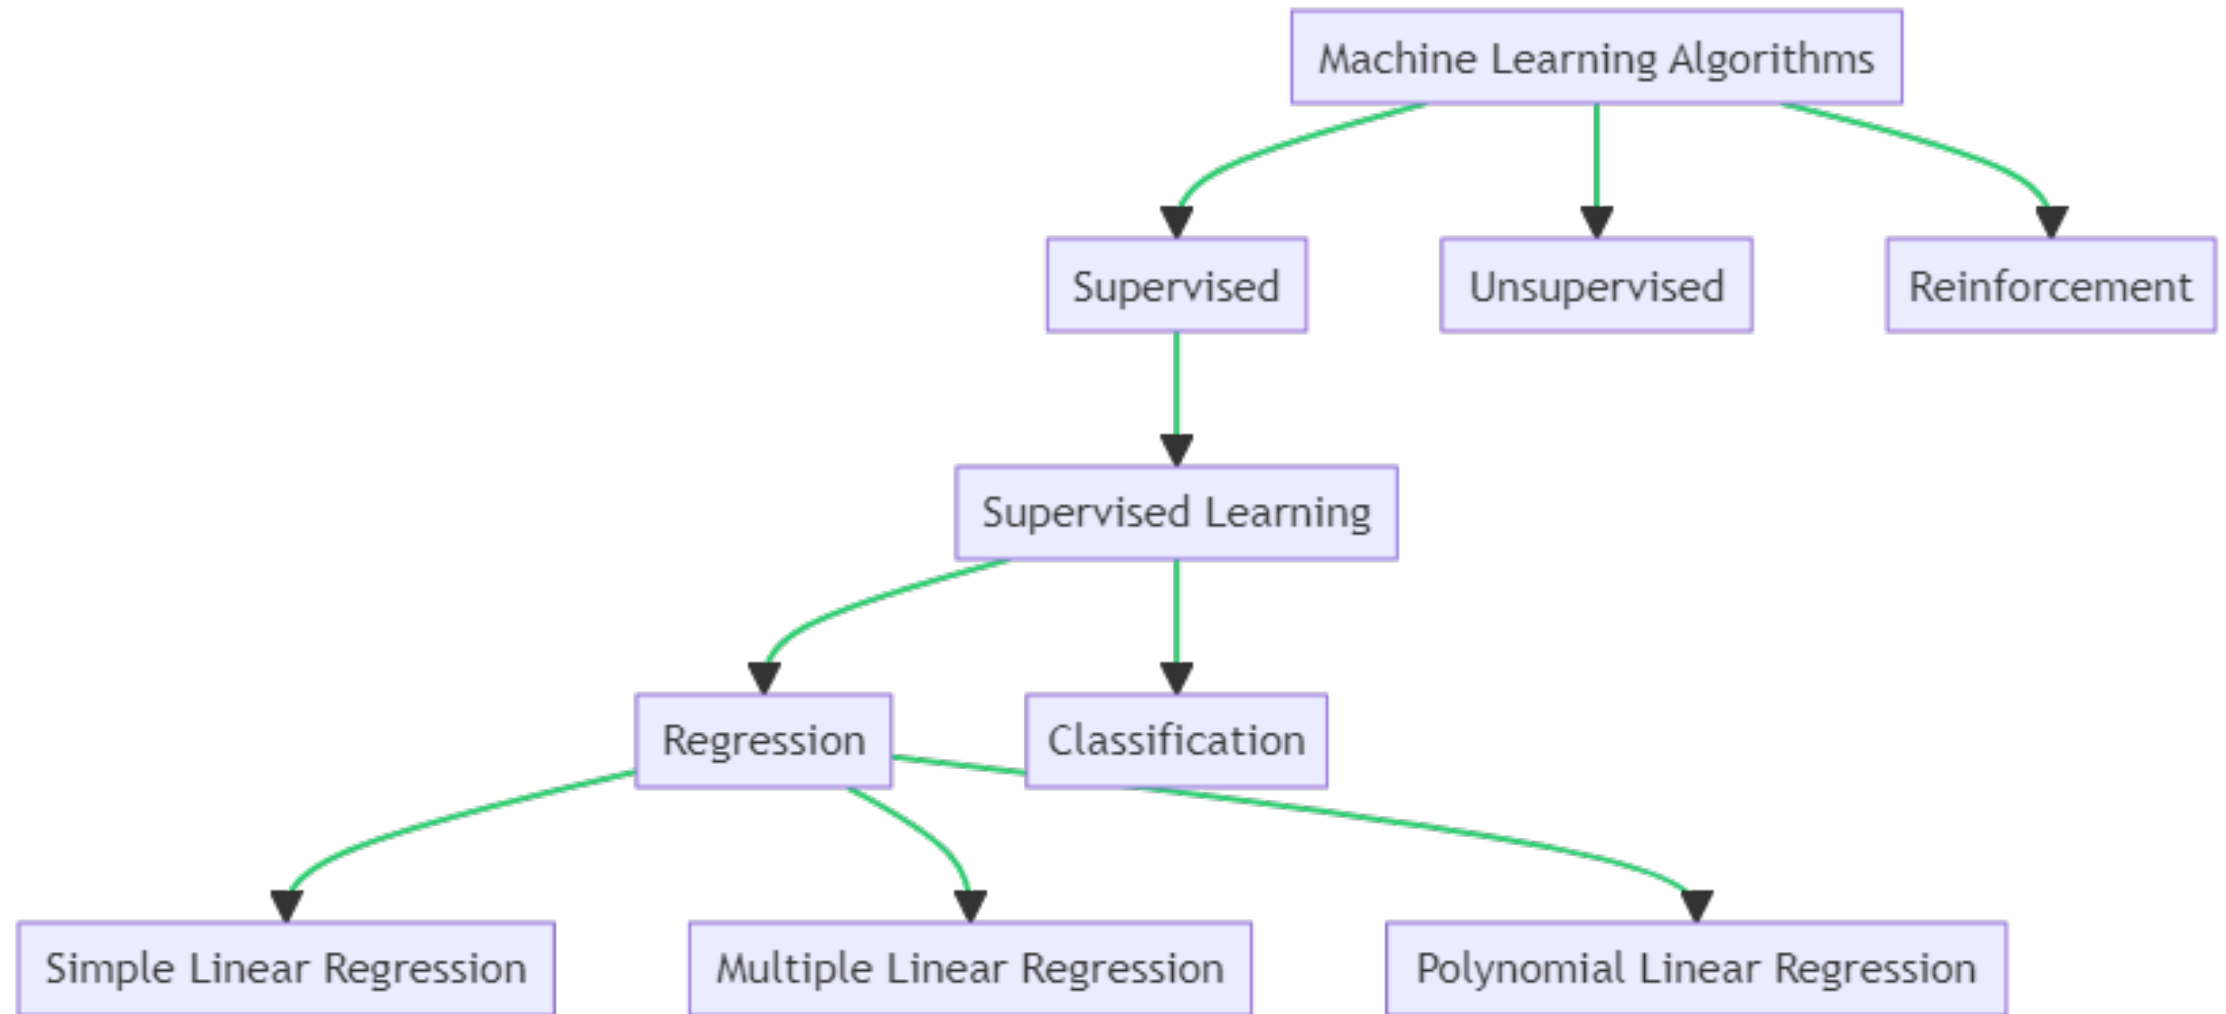 Machine Learning Algorithms
Supervised
Unsupervised
Reinforcement
Supervised Learning
Regression
Classification
Simple Linear Regression
Multiple Linear Regression
Polynomial Linear Regression